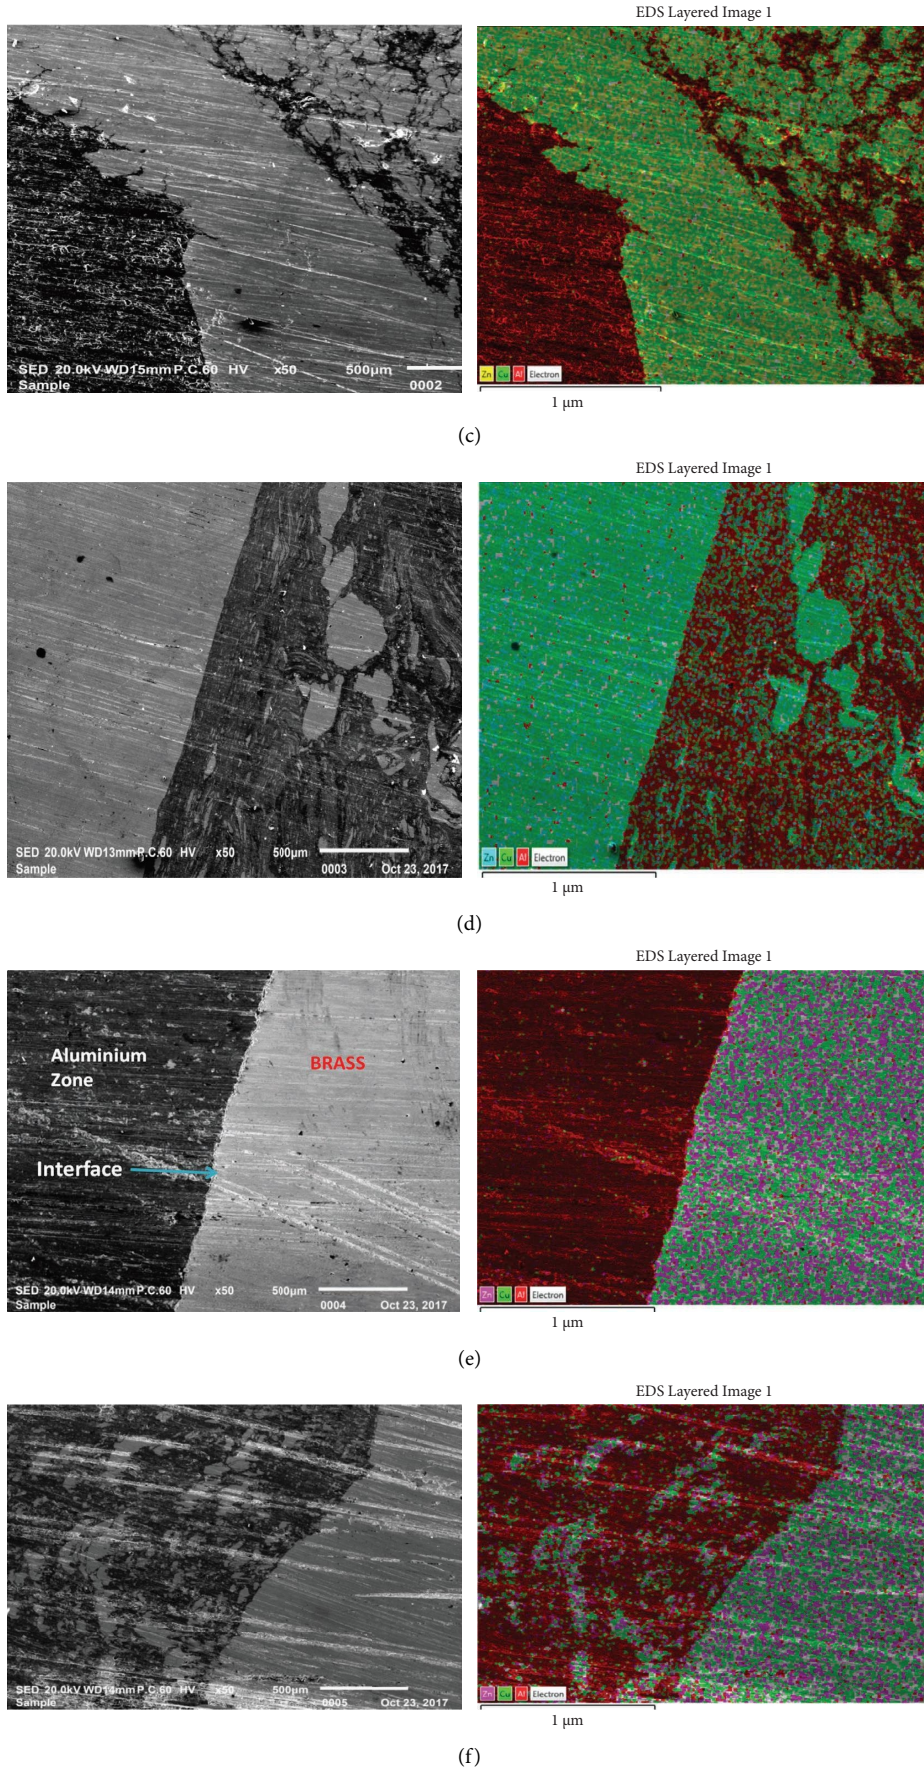 EDS Layered Image 1
SED 20.0kV WD15mmP.C.60 HV x50 500µm
Sample 0002
Zn Cu Al Electron
1 µm
(c)
EDS Layered Image 1
SED 20.0kV WD13mmP.C.60 HV x50 500µm
Sample 0003 Oct 23, 2017
Zn Cu Al Electron
1 µm
(d)
EDS Layered Image 1
Aluminium
Zone
BRASS
Interface
SED 20.0kV WD14mmP.C.60 HV x50 500µm
Sample 0004 Oct 23, 2017
Zn Cu Al Electron
1 µm
(e)
EDS Layered Image 1
SED 20.0kV WD14mmP.C.60 HV x50 500µm
Sample 0005 Oct 23, 2017
Zn Cu Al Electron
1 µm
(f)